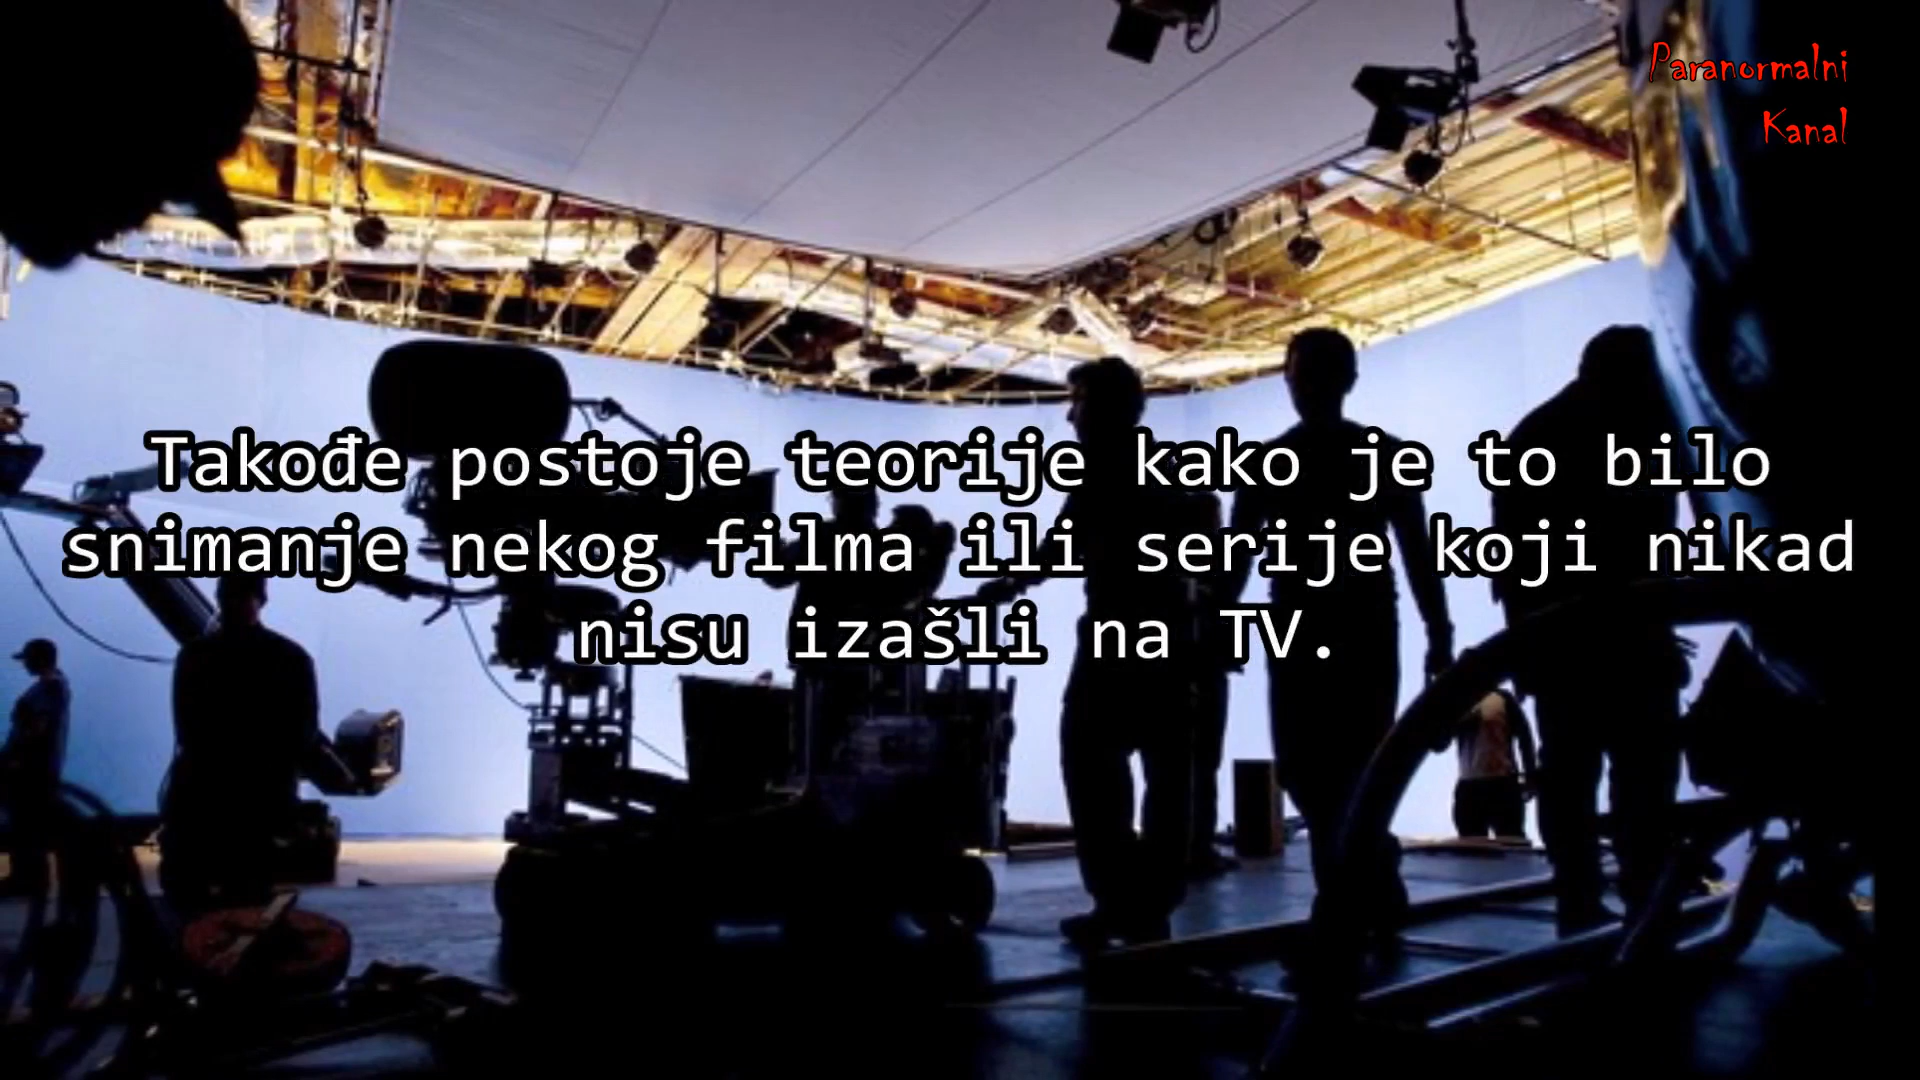 Paranormalni
Kanal
Takođe postoje teorije kako je to bilo
snimanje nekog filma ili serije koji nikad
nisu izašli na TV.